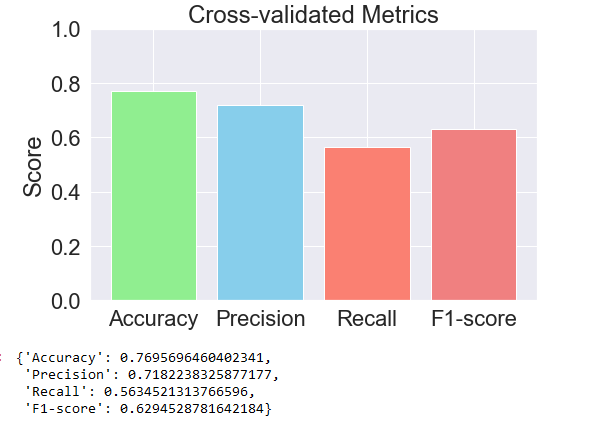 Cross-validated Metrics
1.0
0.8
0.6
0.4
0.2
0.0
Score
Accuracy Precision Recall F1-score
{'Accuracy': 0.7695696460402341,
'Precision': 0.7182238325877177,
'Recall': 0.5634521313766596,
'F1-score': 0.6294528781642184}